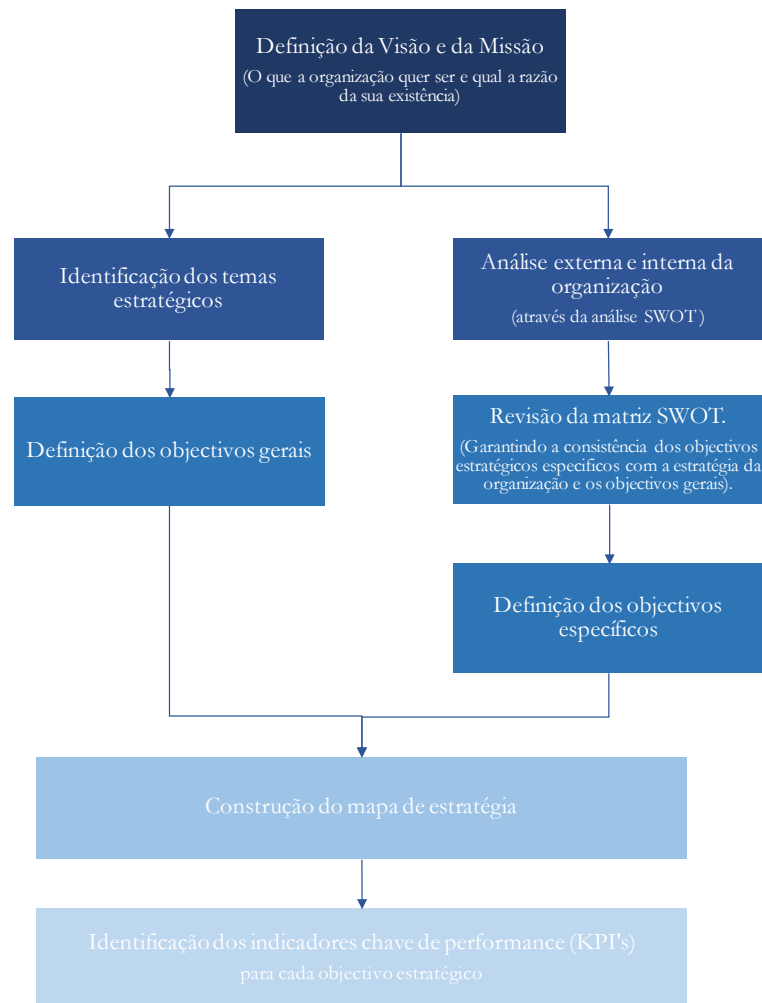 Definição da Visão e da Missão
(O que a organização quer ser e qual a razão
da sua existência)
Identificação dos temas
estratégicos
Análise externa e interna da
organização
(através da análise SWOT)
Definição dos objectivos gerais
Revisão da matriz SWOT.
(Garantindo a consistência dos objectivos
estratégicos especificos com a estratégia da
organização e os objectivos gerais).
Definição dos objectivos
específicos
Construção do mapa de estratégia
Identificação dos indicadores chave de performance (KPI's)
para cada objectivo estratégico